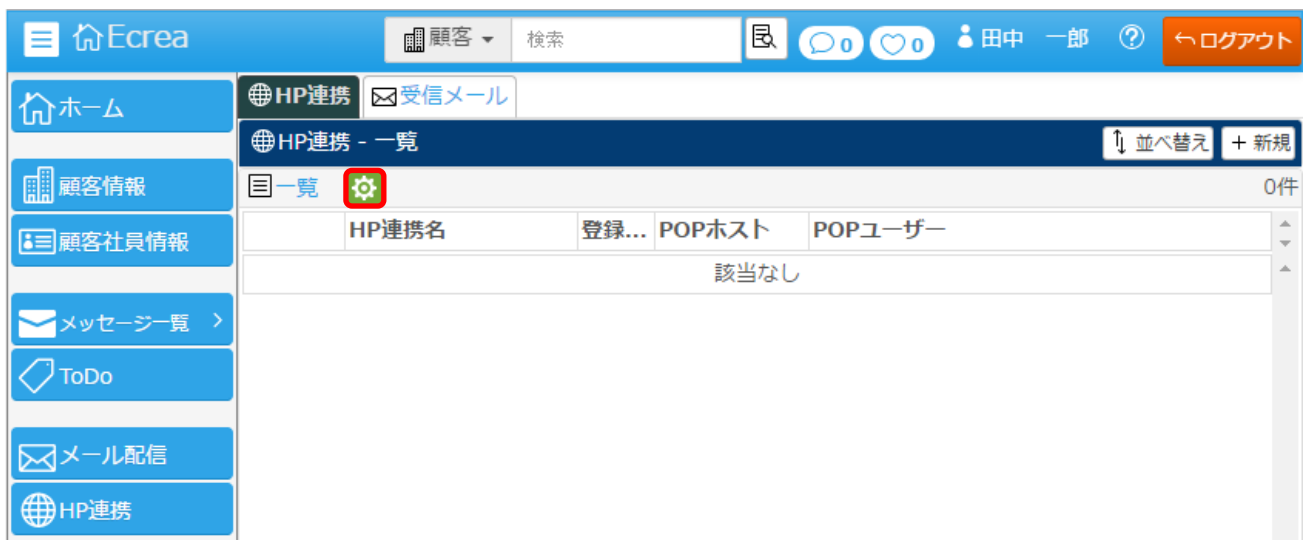 Ecrea 顧客 検索 0 0 田中 一郎 ? ログアウト
ホーム
顧客情報
顧客社員情報
メッセージ一覧
ToDo
メール配信
HP連携
HP連携 受信メール
HP連携 - 一覧 並べ替え + 新規
一覧 0件
HP連携名 登録... POPホスト POPユーザー
該当なし